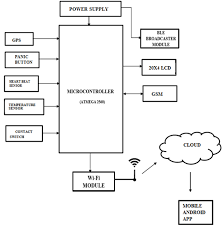 POWER SUPPLY
GPS
PANIC
BUTTON
HEART BEAT
SENSOR
TEMPERATURE
SENSOR
CONTACT
SWITCH
MICROCONTROLLER
(ATMEGA 2560)
BLE
BROADCASTER
MODULE
20X4 LCD
GSM
Wi-Fi
MODULE
CLOUD
MOBILE
ANDROID
APP